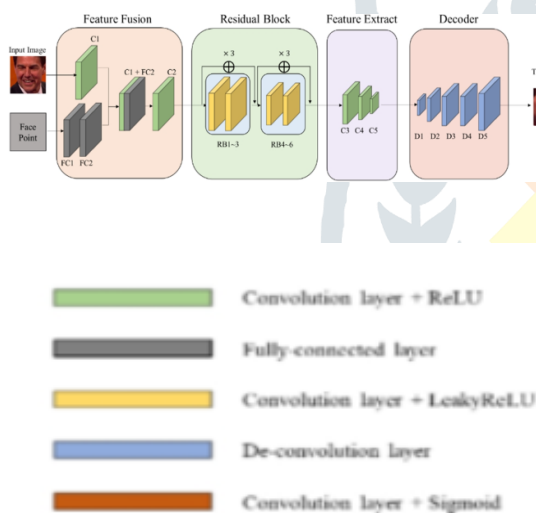 Feature Fusion Residual Block Feature Extract Decoder
Input Image
C1
× 3 × 3
C1 + FC2 C2
Face
Point
FC1 FC2
RB1~3 RB4~6
C3 C4 C5
D1 D2 D3 D4 D5
T
Convolution layer + ReLU
Fully-connected layer
Convolution layer + LeakyReLU
De-convolution layer
Convolution layer + Sigmoid